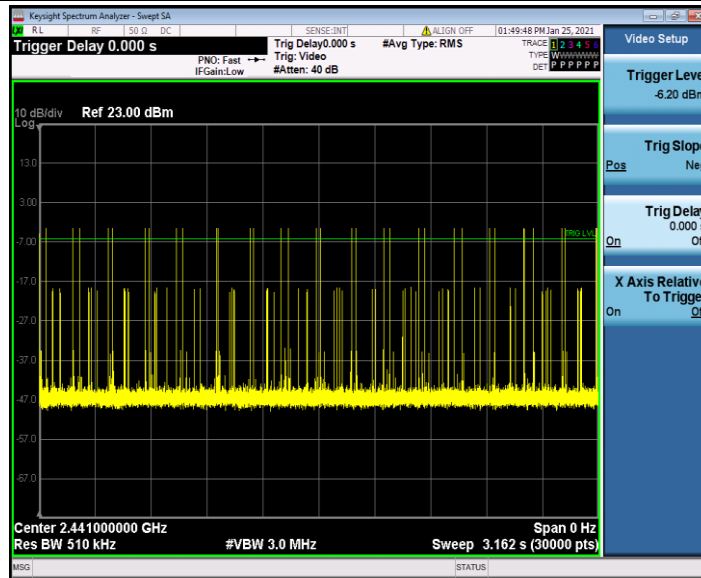 Keysight Spectrum Analyzer - Swept SA
RL RF 50 Ω DC SENSE:INT ALIGN OFF 01:49:48 PM Jan 25, 2021
Trigger Delay 0.000 s
Trig Delay0.000 s #Avg Type: RMS TRACE 1 2 3 4 5 6
PNO: Fast Trig: Video TYPE WWWWWW
IFGain:Low #Atten: 40 dB DET P P P P P P
10 dB/div Ref 23.00 dBm
Log
13.0
3.00
TRIG LVL
-7.00
-17.0
-27.0
-37.0
-47.0
-57.0
-67.0
Center 2.441000000 GHz Span 0 Hz
Res BW 510 kHz #VBW 3.0 MHz Sweep 3.162 s (30000 pts)
MSG STATUS
Video Setup
Trigger Leve
-6.20 dBm
Trig Slope
Pos Ne
Trig Delay
0.000 s
On Of
X Axis Relative
To Trigge
On Of